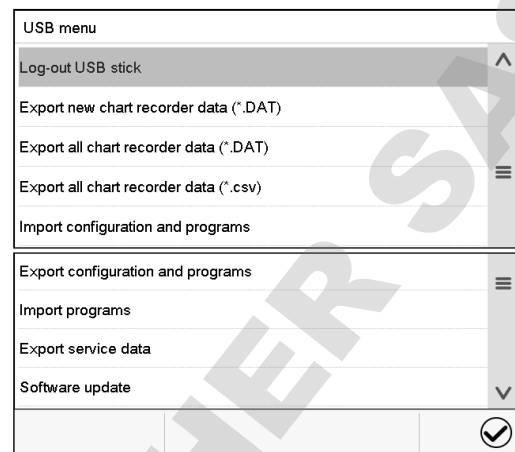 USB menu
Log-out USB stick
Export new chart recorder data (*.DAT)
Export all chart recorder data (*.DAT)
Export all chart recorder data (*.csv)
Import configuration and programs
Export configuration and programs
Import programs
Export service data
Software update